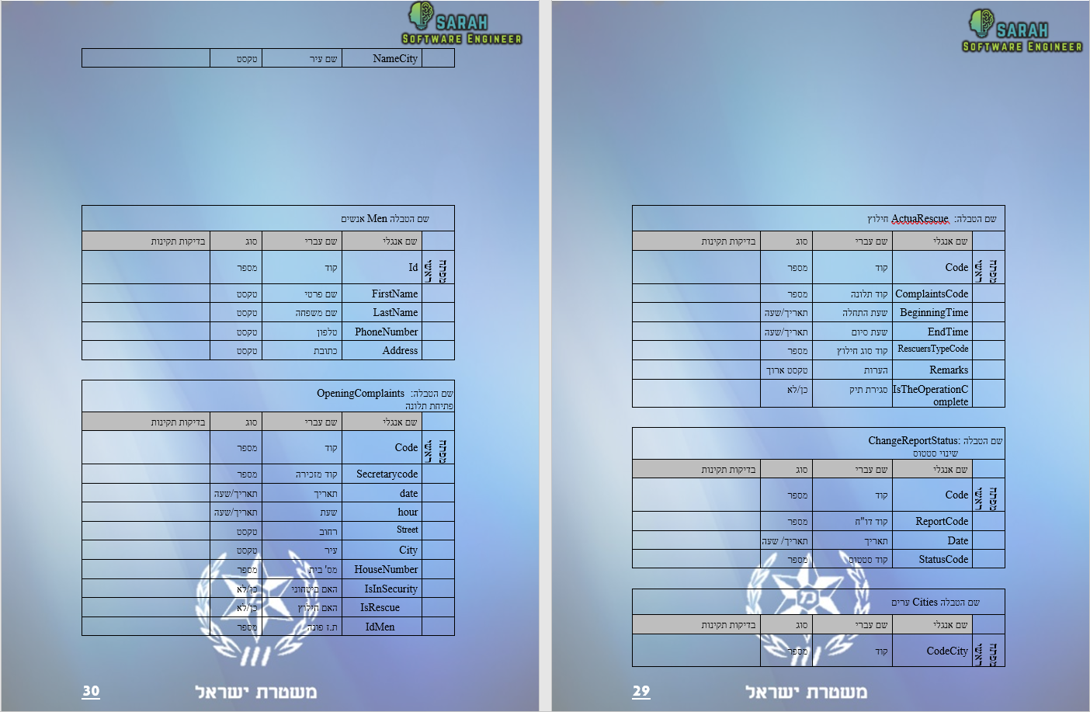 SARAH
SOFTWARE ENGINEER
שם הטבלה: ActuaRescue חילוץ
שם אנגלי שם עברי סוג בדיקות תקינות
מפתח ראשי Code קוד מספר
ComplaintsCode קוד תלונה מספר
BeginningTime שעת התחלה תאריך/שעה
EndTime שעת סיום תאריך/שעה
RescuersTypeCode קוד סוג חילוץ מספר
Remarks הערות טקסט ארוך
IsTheOperationC סגירת תיק כן/לא
omplete
שם הטבלה :ChangeReportStatus
שינוי סטטוס
שם אנגלי שם עברי סוג בדיקות תקינות
מפתח ראשי Code קוד מספר
ReportCode קוד דו"ח מספר
Date תאריך תאריך/ שעה
StatusCode קוד סטטוס מספר
שם הטבלה Cities ערים
שם אנגלי שם עברי סוג בדיקות תקינות
מפתח ראשי CodeCity קוד מספר
משטרת ישראל
29
SARAH
SOFTWARE ENGINEER
NameCity שם עיר טקסט
שם הטבלה Men אנשים
שם אנגלי שם עברי סוג בדיקות תקינות
מפתח ראשי Id קוד מספר
FirstName שם פרטי טקסט
LastName שם משפחה טקסט
PhoneNumber טלפון טקסט
Address כתובת טקסט
שם הטבלה: OpeningComplaints
פתיחת תלונה
שם אנגלי שם עברי סוג בדיקות תקינות
מפתח ראשי Code קוד מספר
Secretarycode קוד מזכירה מספר
date תאריך תאריך/שעה
hour שעת תאריך/שעה
Street רחוב טקסט
City עיר טקסט
HouseNumber מס' בית מספר
IsInSecurity האם ביטחוני כן/לא
IsRescue האם חילוץ כן/לא
IdMen ת.ז פונה מספר
משטרת ישראל
30